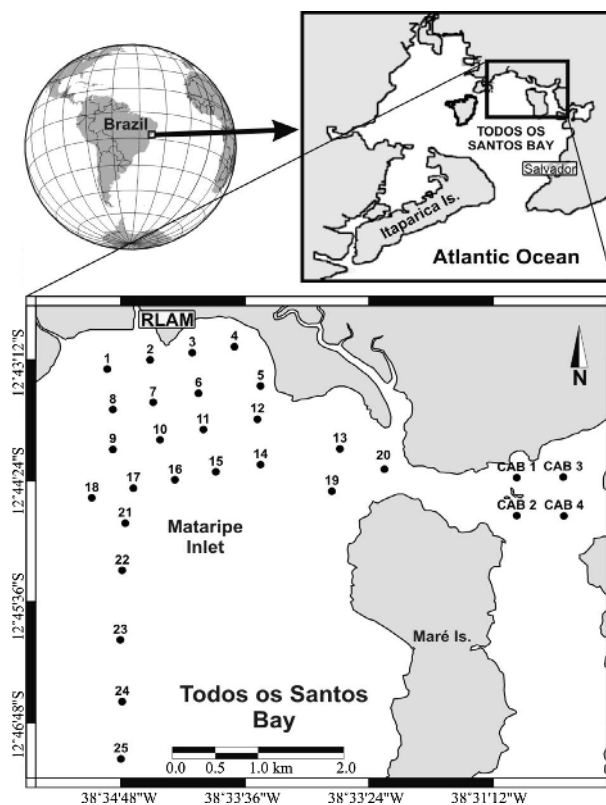 Brazil
TODOS OS
SANTOS BAY
Salvador
Itaparica Is.
Atlantic Ocean
RLAM
N
12°43'12"S
12°44'24"S
12°45'36"S
12°46'48"S
1
2
3
4
5
8
7
6
12
11
9
10
13
14
15
16
17
18
19
20
21
22
23
24
25
CAB 1
CAB 3
CAB 2
CAB 4
Mataripe
Inlet
Maré Is.
Todos os Santos
Bay
0.0 0.5 1.0 km 2.0
38°34'48"W 38°33'36"W 38°33'24"W 38°31'12"W